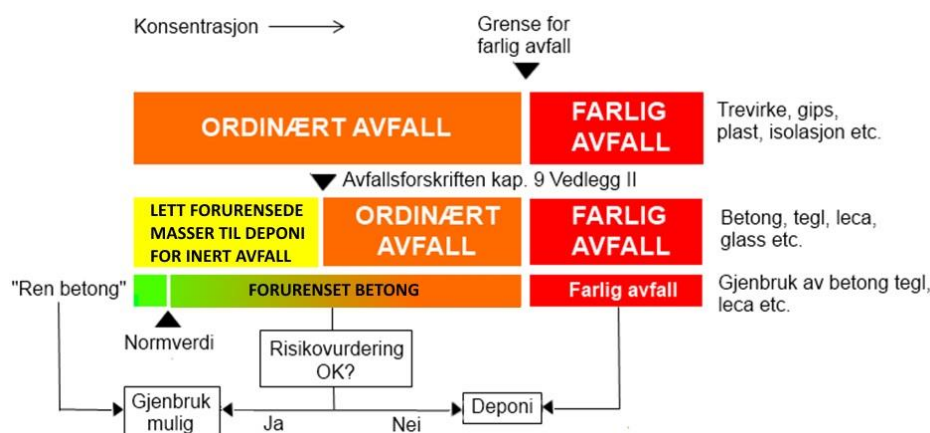 Konsentrasjon
Grense for
farlig avfall
ORDINÆRT AVFALL
FARLIG
AVFALL
Trevirke, gips,
plast, isolasjon etc.
Avfallsforskriften kap. 9 Vedlegg II
LETT FORURENSEDE
MASSER TIL DEPONI
FOR INERT AVFALL
ORDINÆRT
AVFALL
FARLIG
AVFALL
Betong, tegl, leca,
glass etc.
"Ren betong"
FORURENSET BETONG
Farlig avfall
Gjenbruk av betong tegl,
leca etc.
Normverdi
Risikovurdering
OK?
Gjenbruk
mulig
Ja
Nei
Deponi